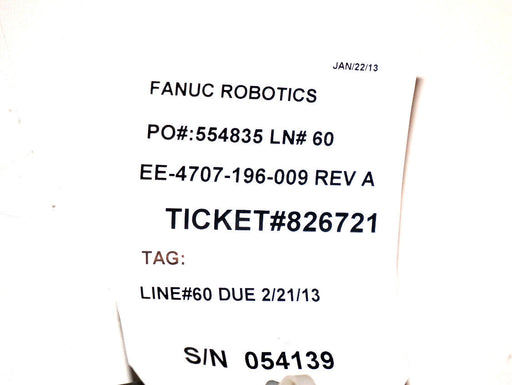 JAN/22/13
FANUC ROBOTICS
PO#:554835 LN# 60
EE-4707-196-009 REV A
TICKET#826721
TAG:
LINE#60 DUE 2/21/13
S/N 054139